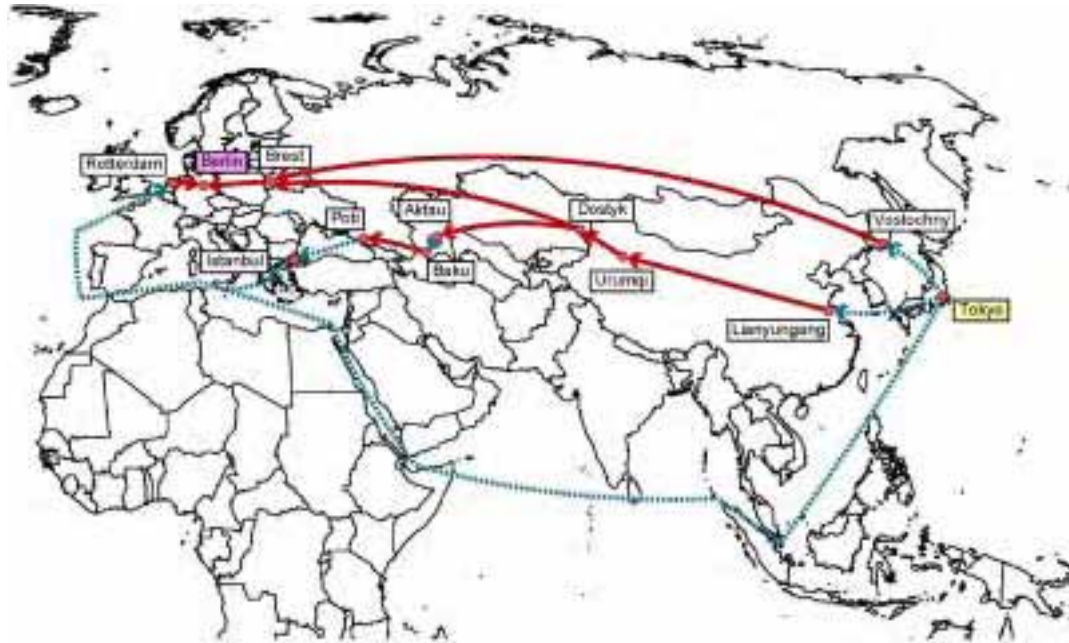 Rotterdam
Berlin
Brest
Vostochny
Poti
Aktau
Dostyk
Istanbul
Baku
Urumqi
Lianyungang
Tokyo